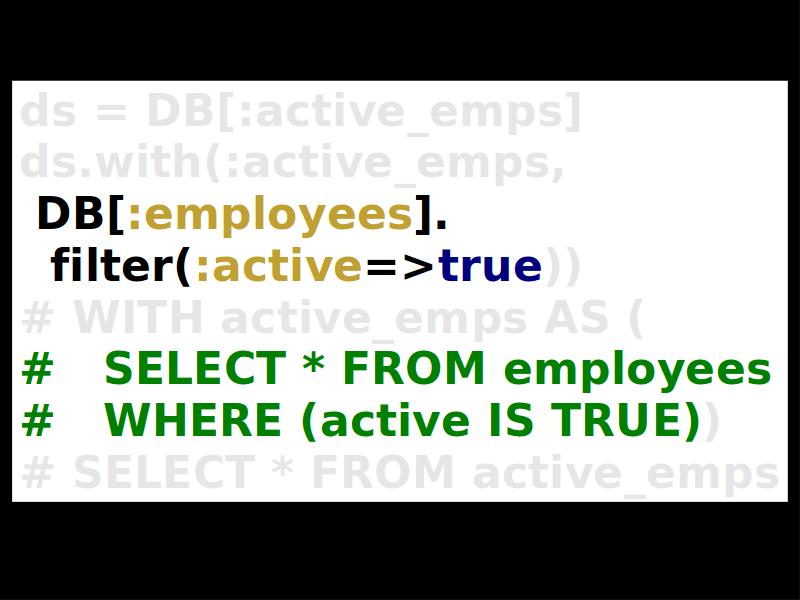 ds = DB[:active_emps]
ds.with(:active_emps,
DB[:employees].
filter(:active=>true))
# WITH active_emps AS (
#   SELECT * FROM employees
#   WHERE (active IS TRUE))
# SELECT * FROM active_emps